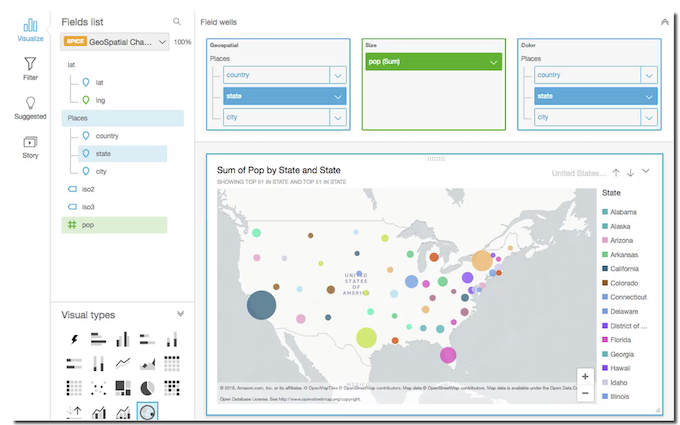 Visualize
Filter
Suggested
Story
Fields list
SPICE GeoSpatial Cha... 100%
lat
lat
lng
Places
country
state
city
iso2
iso3
pop
Visual types
Field wells
Geospatial
Places
country
state
city
Size
pop (Sum)
Color
Places
country
state
city
Sum of Pop by State and State
SHOWING TOP 51 IN STATE AND TOP 51 IN STATE
United States...
UNITED
STATES
OF
AMERICA
State
Alabama
Alaska
Arizona
Arkansas
California
Colorado
Connecticut
Delaware
District of ...
Florida
Georgia
Hawaii
Idaho
Illinois
+
−
© 2018, Amazon.com, Inc. or its affiliates. © OpenMapTiles © OpenStreetMap contributors. Map data © OpenStreetMap contributors. Map data is available under the Open Data Co
Open Database License. See http://www.openstreetmap.org/copyright.